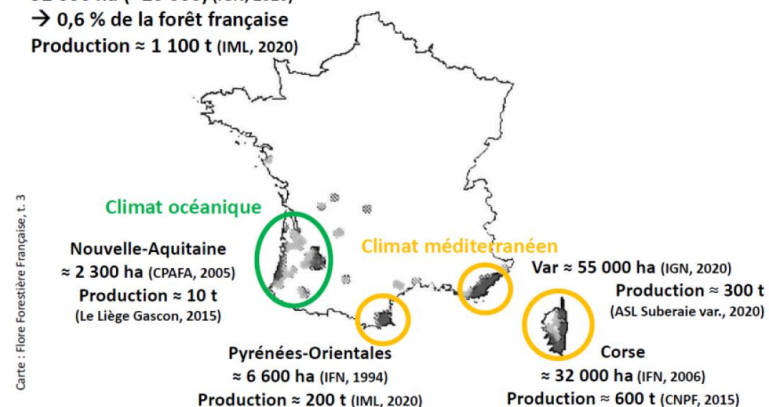 → 0,6 % de la forêt française
Production ≈ 1 100 t (IML, 2020)
Climat océanique
Nouvelle-Aquitaine
≈ 2 300 ha (CPAFA, 2005)
Production ≈ 10 t
(Le Liège Gascon, 2015)
Climat méditerranéen
Var ≈ 55 000 ha (IGN, 2020)
Production ≈ 300 t
(ASL Suberaie var., 2020)
Pyrénées-Orientales
≈ 6 600 ha (IFN, 1994)
Production ≈ 200 t (IML, 2020)
Corse
≈ 32 000 ha (IFN, 2006)
Production ≈ 600 t (CNPF, 2015)
Carte : Flore Forestière Française, t. 3